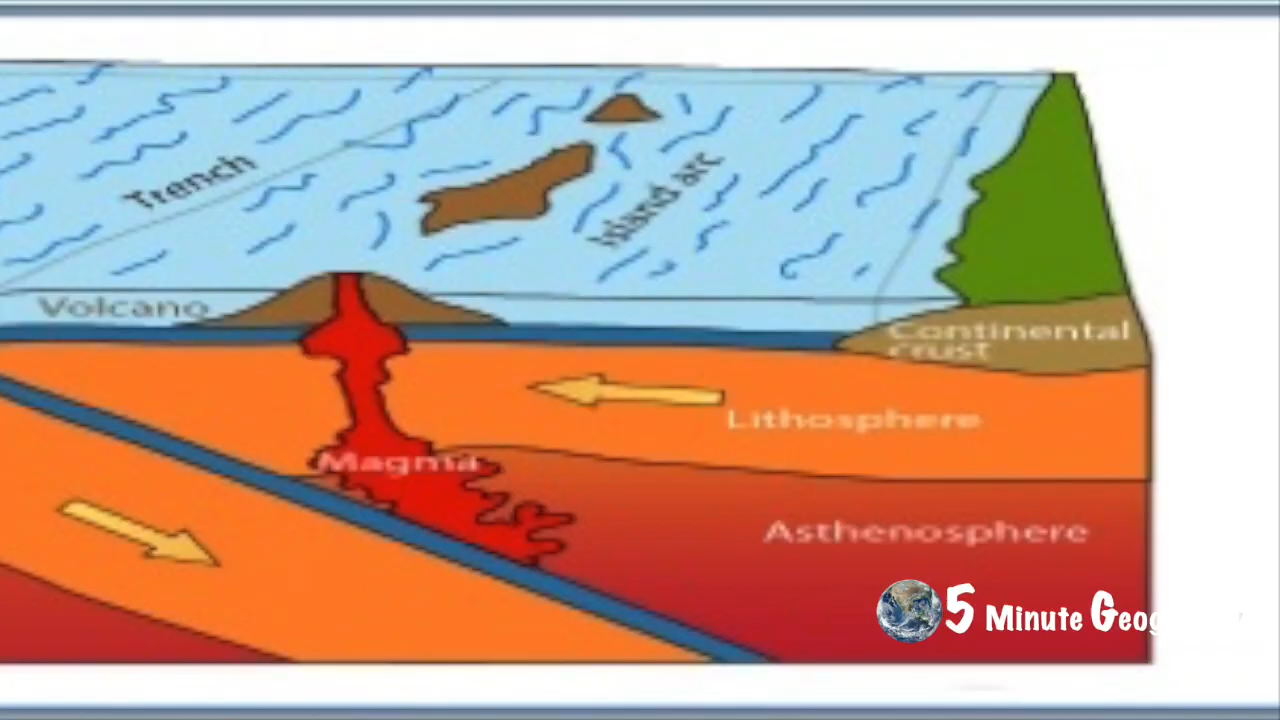 Trench
Island arc
Volcano
Continental
crust
Lithosphere
Magma
Asthenosphere
5 Minute Geog